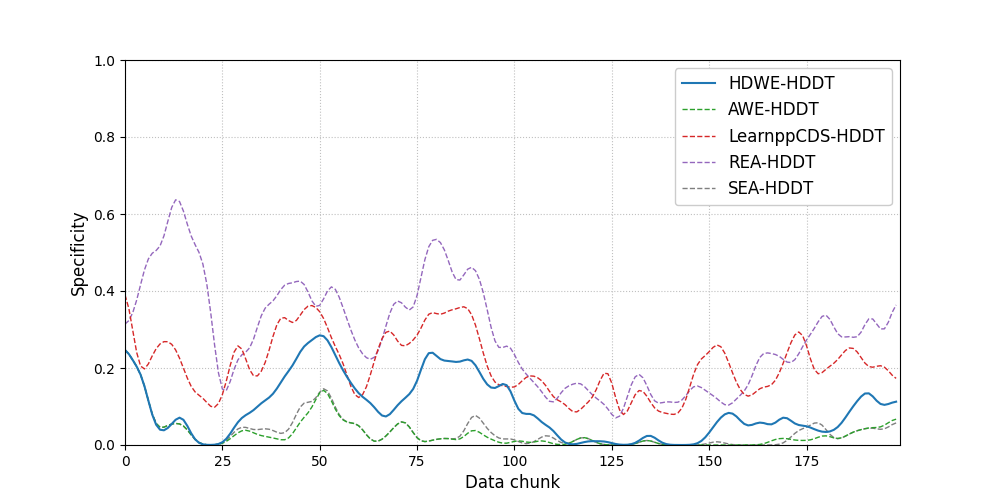 1.0
0.8
0.6
0.4
0.2
0.0
Specificity
0
25
50
75
100
125
150
175
Data chunk
HDWE-HDDT
AWE-HDDT
LearnppCDS-HDDT
REA-HDDT
SEA-HDDT